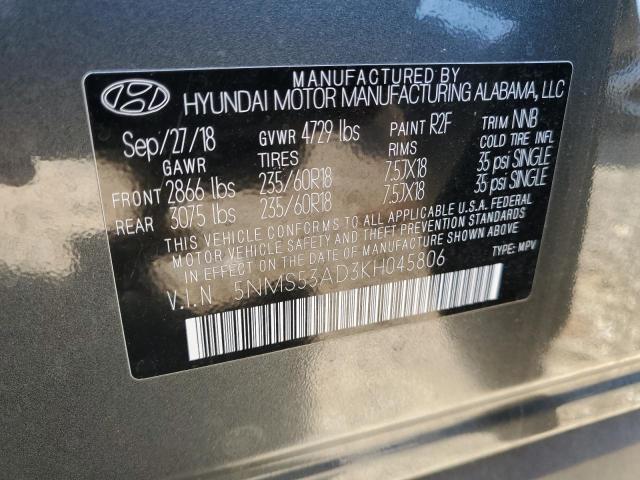 MANUFACTURED BY
HYUNDAI MOTOR MANUFACTURING ALABAMA, LLC
Sep/27/18 GVWR 4729 lbs PAINT R2F TRIM NNB
GAWR TIRES RIMS COLD TIRE INFL
FRONT 2866 lbs 235/60R18 7.5JX18 35 psi SINGLE
REAR 3075 lbs 235/60R18 7.5JX18 35 psi SINGLE
THIS VEHICLE CONFORMS TO ALL APPLICABLE U.S.A. FEDERAL
MOTOR VEHICLE SAFETY AND THEFT PREVENTION STANDARDS
IN EFFECT ON THE DATE OF MANUFACTURE SHOWN ABOVE
V.I.N 5NMS53AD3KH045806 TYPE: MPV